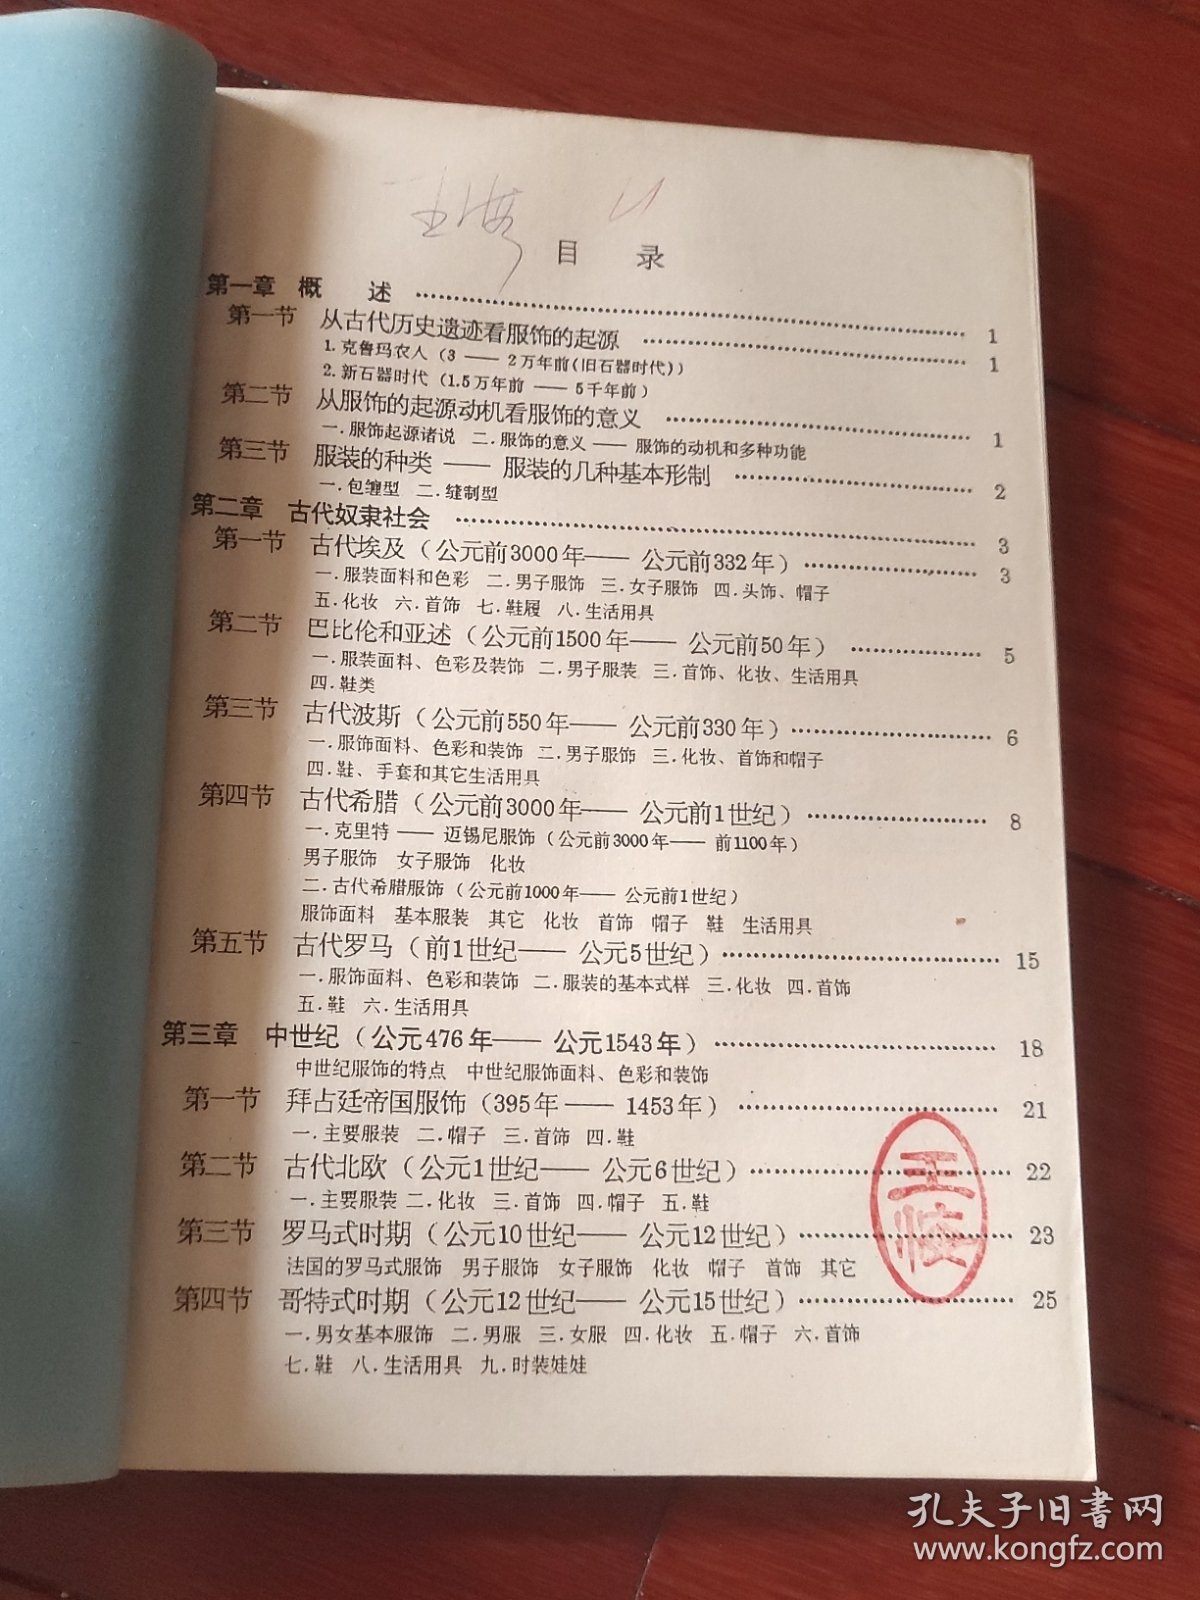 目 录
第一章 概 述 …… 1
第一节 从古代历史遗迹看服饰的起源 …… 1
1.克鲁玛农人（3 —— 2万年前(旧石器时代)）
2.新石器时代（1.5万年前 —— 5千年前）
第二节 从服饰的起源动机看服饰的意义 …… 1
一.服饰起源诸说 二.服饰的意义 —— 服饰的动机和多种功能
第三节 服装的种类 —— 服装的几种基本形制 …… 2
一.包缠型 二.缝制型
第二章 古代奴隶社会 …… 3
第一节 古代埃及（公元前3000年—— 公元前332年）…… 3
一.服装面料和色彩 二.男子服饰 三.女子服饰 四.头饰、帽子
五.化妆 六.首饰 七.鞋履 八.生活用具
第二节 巴比伦和亚述（公元前1500年—— 公元前50年）…… 5
一.服装面料、色彩及装饰 二.男子服装 三.首饰、化妆、生活用具
四.鞋类
第三节 古代波斯（公元前550年—— 公元前330年）…… 6
一.服饰面料、色彩和装饰 二.男子服饰 三.化妆、首饰和帽子
四.鞋、手套和其它生活用具
第四节 古代希腊（公元前3000年—— 公元前1世纪）…… 8
一.克里特 —— 迈锡尼服饰（公元前3000年—— 前1100年）
男子服饰 女子服饰 化妆
二.古代希腊服饰（公元前1000年—— 公元前1世纪）
服饰面料 基本服装 其它 化妆 首饰 帽子 鞋 生活用具
第五节 古代罗马（前1世纪—— 公元5世纪）…… 15
一.服饰面料、色彩和装饰 二.服装的基本式样 三.化妆 四.首饰
五.鞋 六.生活用具
第三章 中世纪（公元476年—— 公元1543年）…… 18
中世纪服饰的特点 中世纪服饰面料、色彩和装饰
第一节 拜占廷帝国服饰（395年 —— 1453年）…… 21
一.主要服装 二.帽子 三.首饰 四.鞋
第二节 古代北欧（公元1世纪—— 公元6世纪）…… 22
一.主要服装 二.化妆 三.首饰 四.帽子 五.鞋
第三节 罗马式时期（公元10世纪—— 公元12世纪）…… 23
法国的罗马式服饰 男子服饰 女子服饰 化妆 帽子 首饰 其它
第四节 哥特式时期（公元12世纪—— 公元15世纪）…… 25
一.男女基本服饰 二.男服 三.女服 四.化妆 五.帽子 六.首饰
七.鞋 八.生活用具 九.时装娃娃
孔夫子旧书网
www.kongfz.com